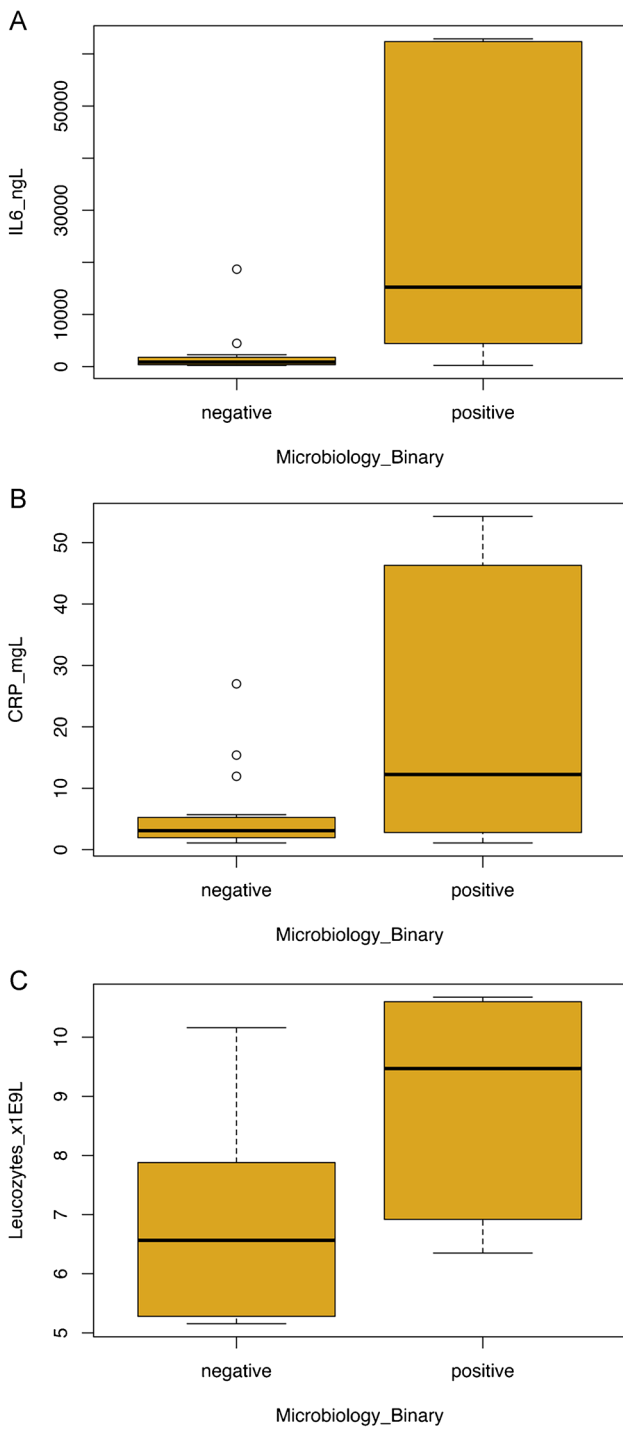 A
IL6_ngL
50000
30000
10000
0
negative positive
Microbiology_Binary
B
CRP_mgL
50
40
30
20
10
0
negative positive
Microbiology_Binary
C
Leucozytes_x1E9L
10
9
8
7
6
5
negative positive
Microbiology_Binary